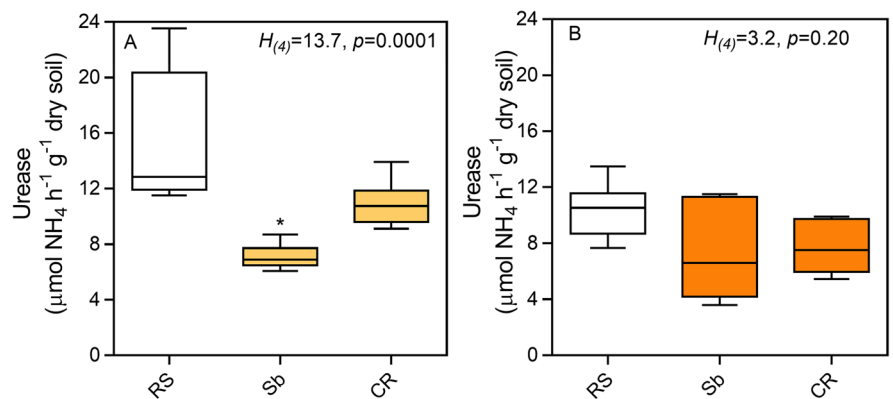 A
H(4)=13.7, p=0.0001
Urease
(μmol NH4 h-1 g-1 dry soil)
24
20
16
12
8
4
0
*
RS
Sb
CR
B
H(4)=3.2, p=0.20
Urease
(μmol NH4 h-1 g-1 dry soil)
24
20
16
12
8
4
0
RS
Sb
CR